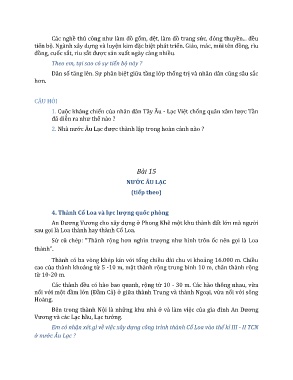 Các nghề thủ công như làm đồ gốm, dệt, làm đồ trang sức, đóng thuyền.. đều
tiến bộ. Ngành xây dựng và luyện kim đặc biệt phát triển. Giáo, mác, mũi tên đồng, rìu
đồng, cuốc sắt, rìu sắt được sản xuất ngày càng nhiều.
Theo em, tại sao có sự tiến bộ này ?
Dân số tăng lên. Sự phân biệt giữa tầng lớp thống trị và nhân dân cũng sâu sắc
hơn.
CÂU HỎI
1. Cuộc kháng chiến của nhân dân Tây Âu - Lạc Việt chống quân xâm lược Tần
đã diễn ra như thế nào ?
2. Nhà nước Âu Lạc được thành lập trong hoàn cảnh nào ?
Bài 15
NƯỚC ÂU LẠC
(tiếp theo)
4. Thành Cổ Loa và lực lượng quốc phòng
An Dương Vương cho xây dựng ở Phong Khê một khu thành đất lớn mà người
sau gọi là Loa thành hay thành Cổ Loa.
Sử cũ chép: "Thành rộng hơn nghìn trượng như hình trôn ốc nên gọi là Loa
thành".
Thành có ba vòng khép kín với tổng chiều dài chu vi khoảng 16.000 m. Chiều
cao của thành khoảng từ 5 -10 m, mặt thành rộng trung bình 10 m, chân thành rộng
từ 10-20 m.
Các thành đều có hào bao quanh, rộng từ 10 - 30 m. Các hào thông nhau, vừa
nối với một đầm lớn (Đầm Cả) ở giữa thành Trung và thành Ngoại, vừa nối với sông
Hoàng.
Bên trong thành Nội là những khu nhà ở và làm việc của gia đình An Dương
Vương và các Lạc hầu, Lạc tướng.
Em có nhận xét gì về việc xây dựng công trình thành Cổ Loa vào thế kỉ III - II TCN
ở nước Âu Lạc ?